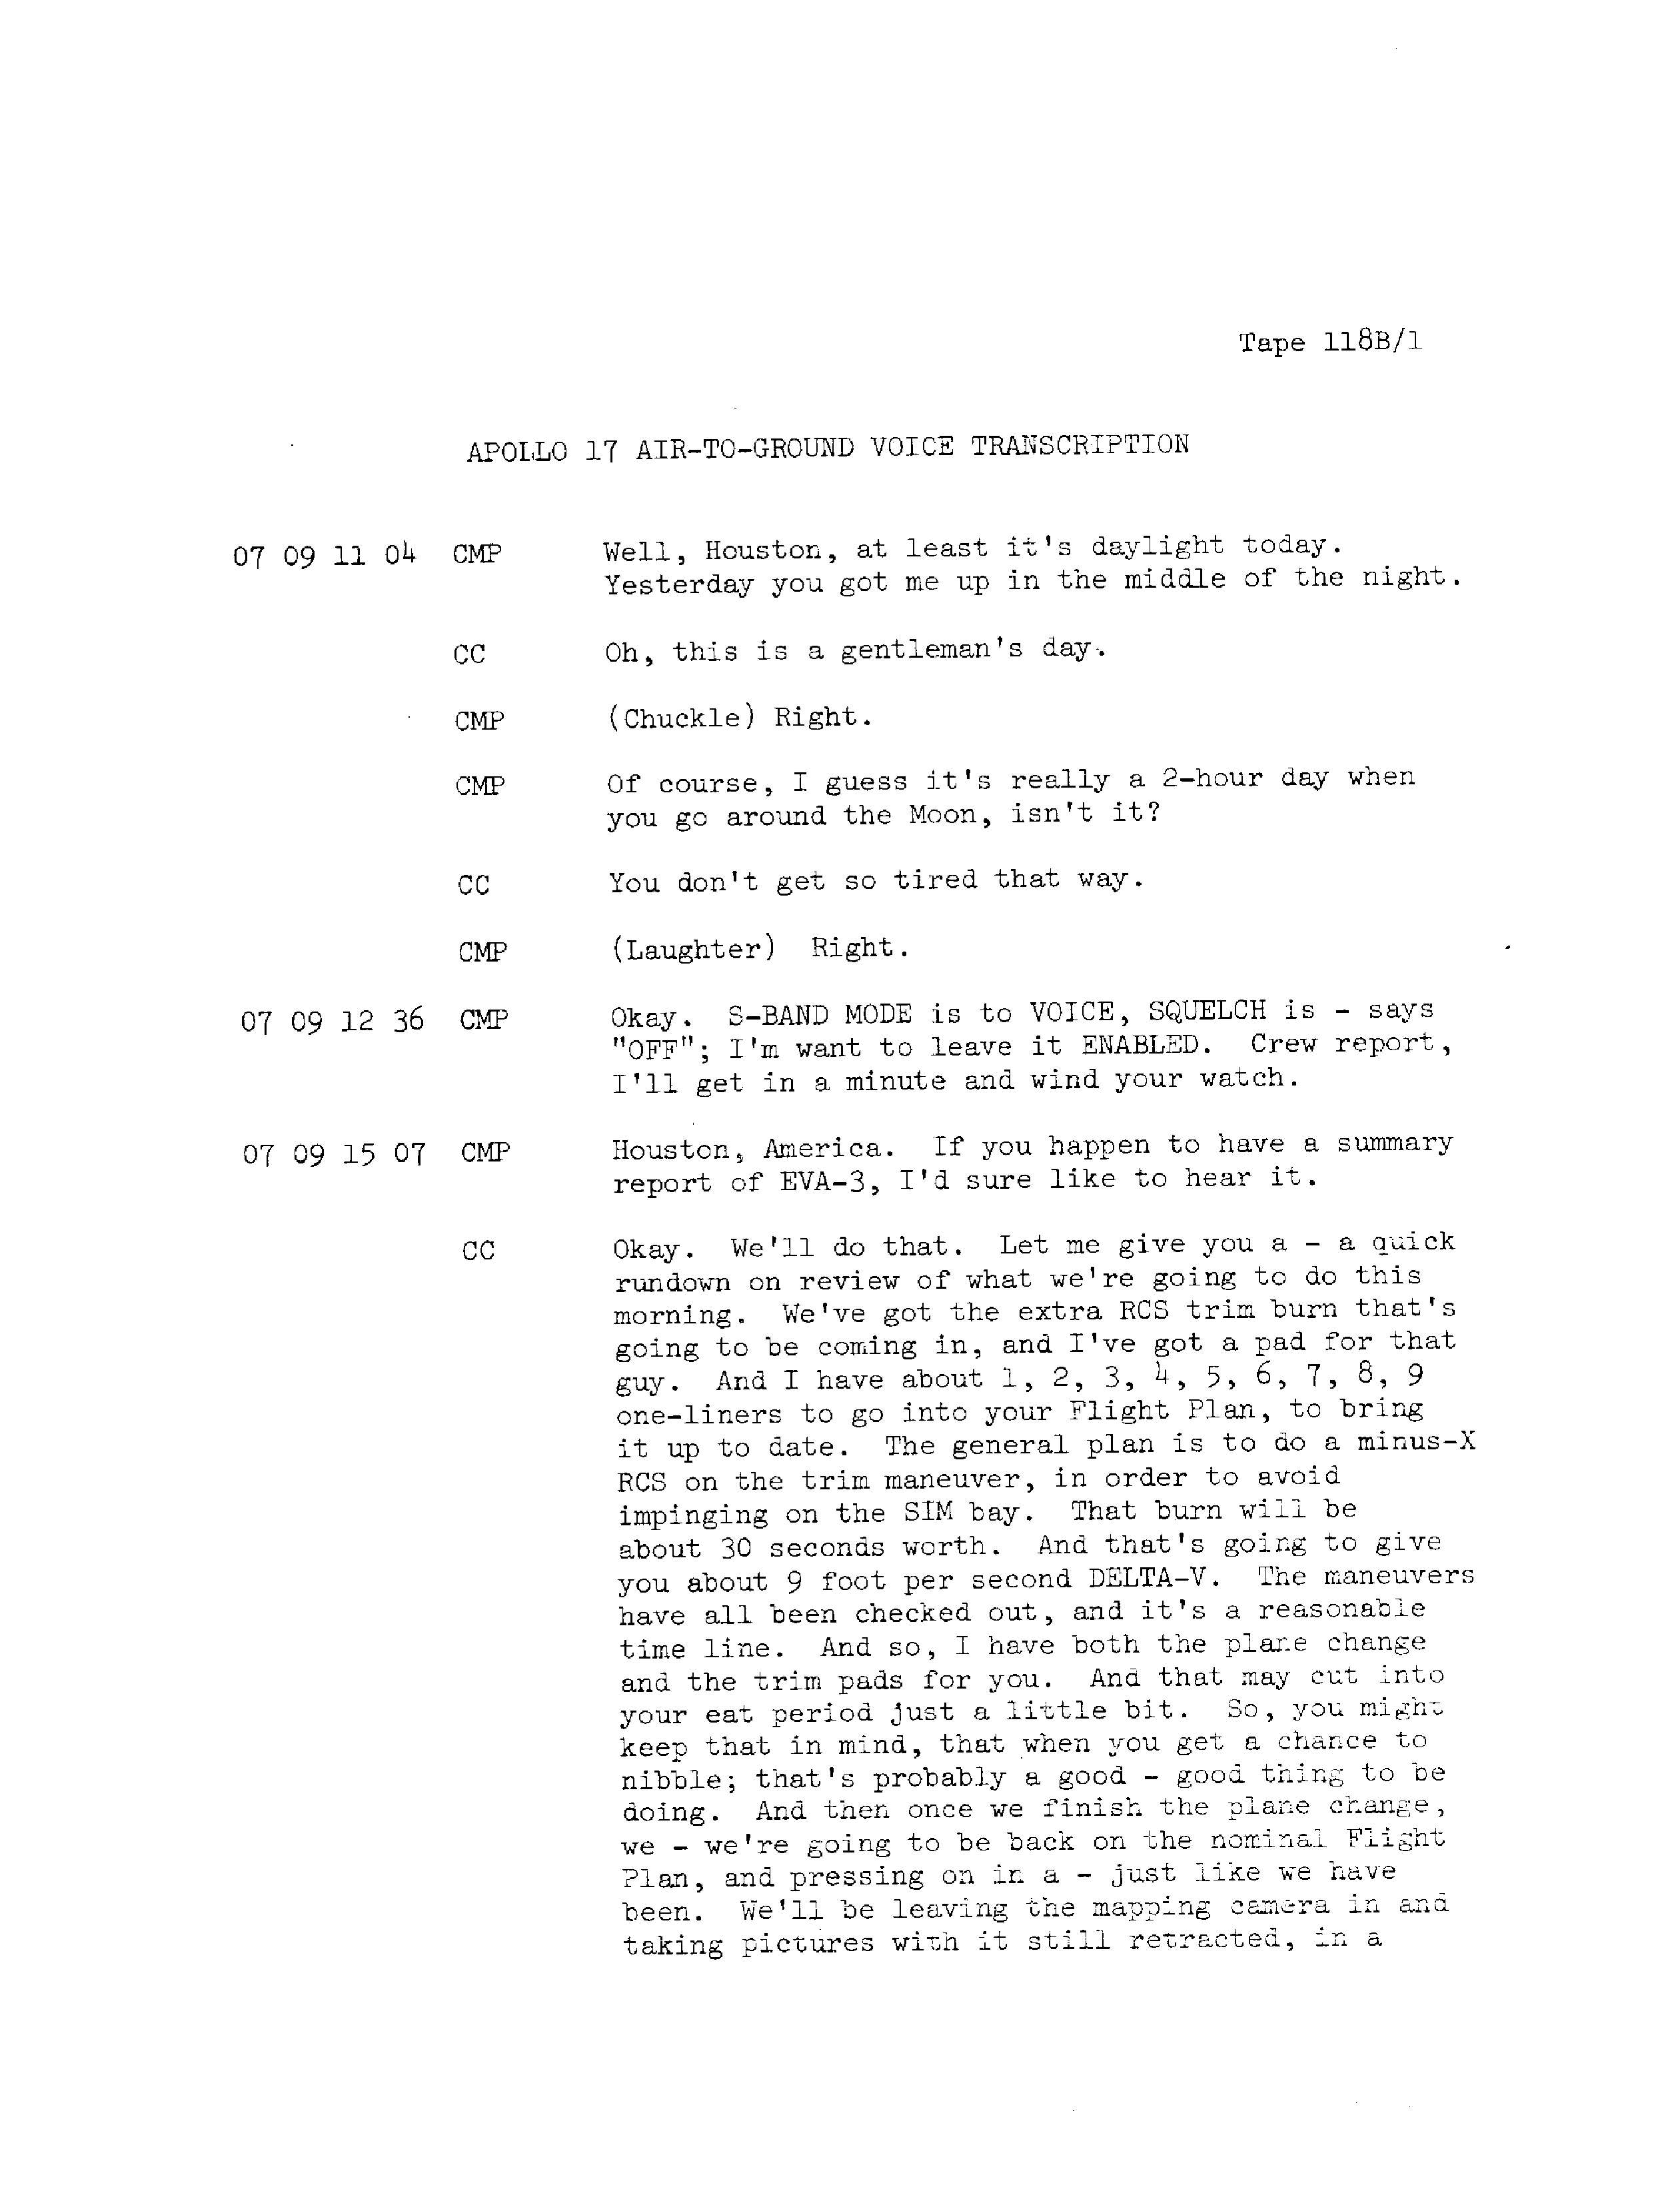 Tape 118B/1
APOLLO 17 AIR-TO-GROUND VOICE TRANSCRIPTION
07 09 11 04 CMP Well, Houston, at least it's daylight today.
Yesterday you got me up in the middle of the night.
CC Oh, this is a gentleman's day.
CMP (Chuckle) Right.
CMP Of course, I guess it's really a 2-hour day when
you go around the Moon, isn't it?
CC You don't get so tired that way.
CMP (Laughter) Right.
07 09 12 36 CMP Okay. S-BAND MODE is to VOICE, SQUELCH is - says
"OFF"; I'm want to leave it ENABLED. Crew report,
I'll get in a minute and wind your watch.
07 09 15 07 CMP Houston, America. If you happen to have a summary
report of EVA-3, I'd sure like to hear it.
CC Okay. We'll do that. Let me give you a - a quick
rundown on review of what we're going to do this
morning. We've got the extra RCS trim burn that's
going to be coming in, and I've got a pad for that
guy. And I have about 1, 2, 3, 4, 5, 6, 7, 8, 9
one-liners to go into your Flight Plan, to bring
it up to date. The general plan is to do a minus-X
RCS on the trim maneuver, in order to avoid
impinging on the SIM bay. That burn will be
about 30 seconds worth. And that's going to give
you about 9 foot per second DELTA-V. The maneuvers
have all been checked out, and it's a reasonable
time line. And so, I have both the plane change
and the trim pads for you. And that may cut into
your eat period just a little bit. So, you might
keep that in mind, that when you get a chance to
nibble; that's probably a good - good thing to be
doing. And then once we finish the plane change,
we - we're going to be back on the nominal Flight
Plan, and pressing on in a - just like we have
been. We'll be leaving the mapping camera in and
taking pictures with it still retracted, in a